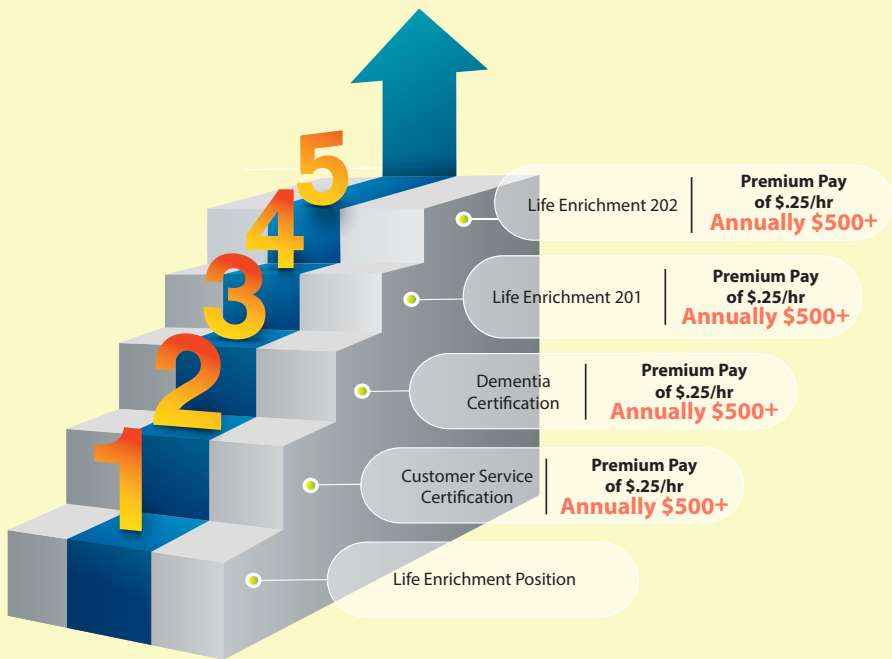 5
4
3
2
1
Life Enrichment 202
Premium Pay
of $.25/hr
Annually $500+
Life Enrichment 201
Premium Pay
of $.25/hr
Annually $500+
Dementia
Certification
Premium Pay
of $.25/hr
Annually $500+
Customer Service
Certification
Premium Pay
of $.25/hr
Annually $500+
Life Enrichment Position